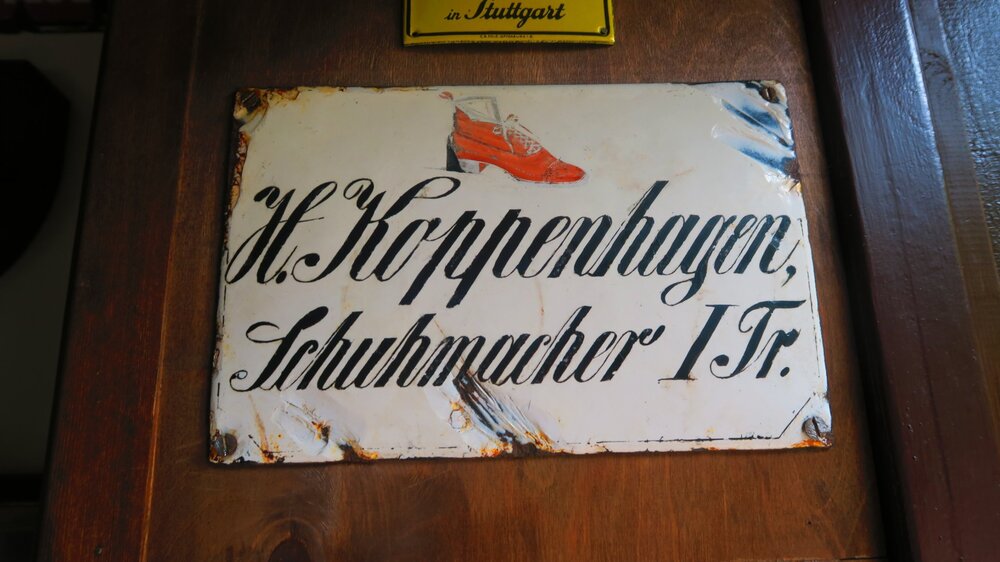 in Stuttgart
H. Koppenhagen,
Schuhmacher I Tr.